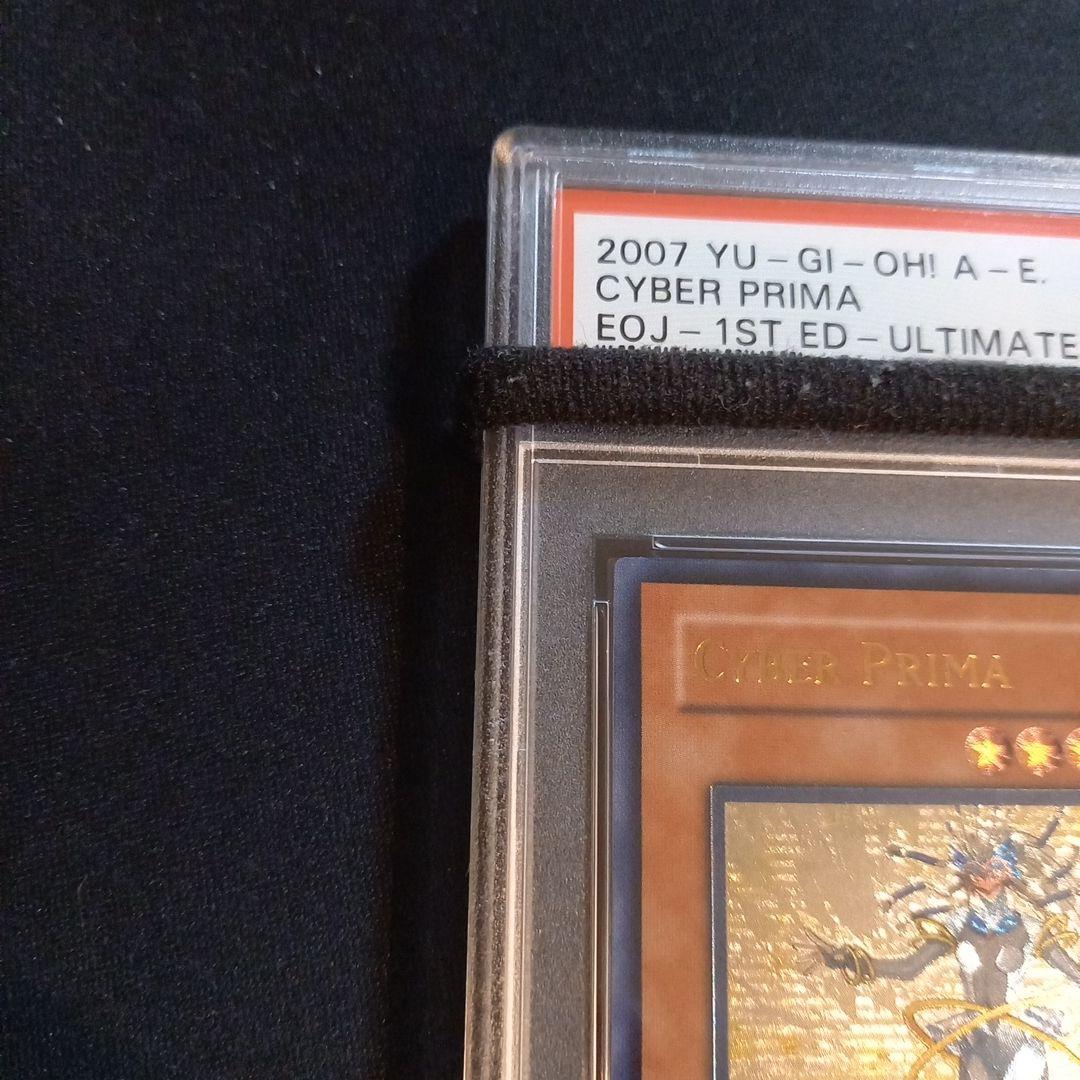 2007 YU-GI-OH! A-E.
CYBER PRIMA
EOJ-1ST ED-ULTIMATE
CYBER PRIMA